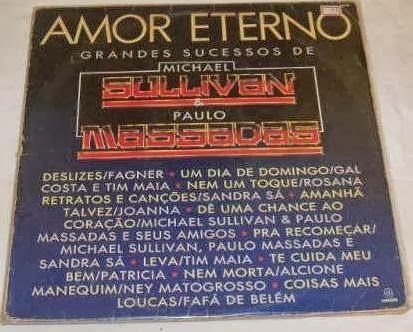 AMOR ETERNO
GRANDES SUCESSOS DE
MICHAEL
SULLIVAN
&
PAULO
MASSADAS
DESLIZES/FAGNER • UM DIA DE DOMINGO/GAL
COSTA E TIM MAIA • NEM UM TOQUE/ROSANA
RETRATOS E CANÇÕES/SANDRA SÁ • AMANHÃ
TALVEZ/JOANNA • DÊ UMA CHANCE AO
CORAÇÃO/MICHAEL SULLIVAN & PAULO
MASSADAS E SEUS AMIGOS • PRA RECOMEÇAR/
MICHAEL SULLIVAN, PAULO MASSADAS E
SANDRA SÁ • LEVA/TIM MAIA • TE CUIDA MEU
BEM/PATRICIA • NEM MORTA/ALCIONE
MANEQUIM/NEY MATOGROSSO • COISAS MAIS
LOUCAS/FAFÁ DE BELÉM